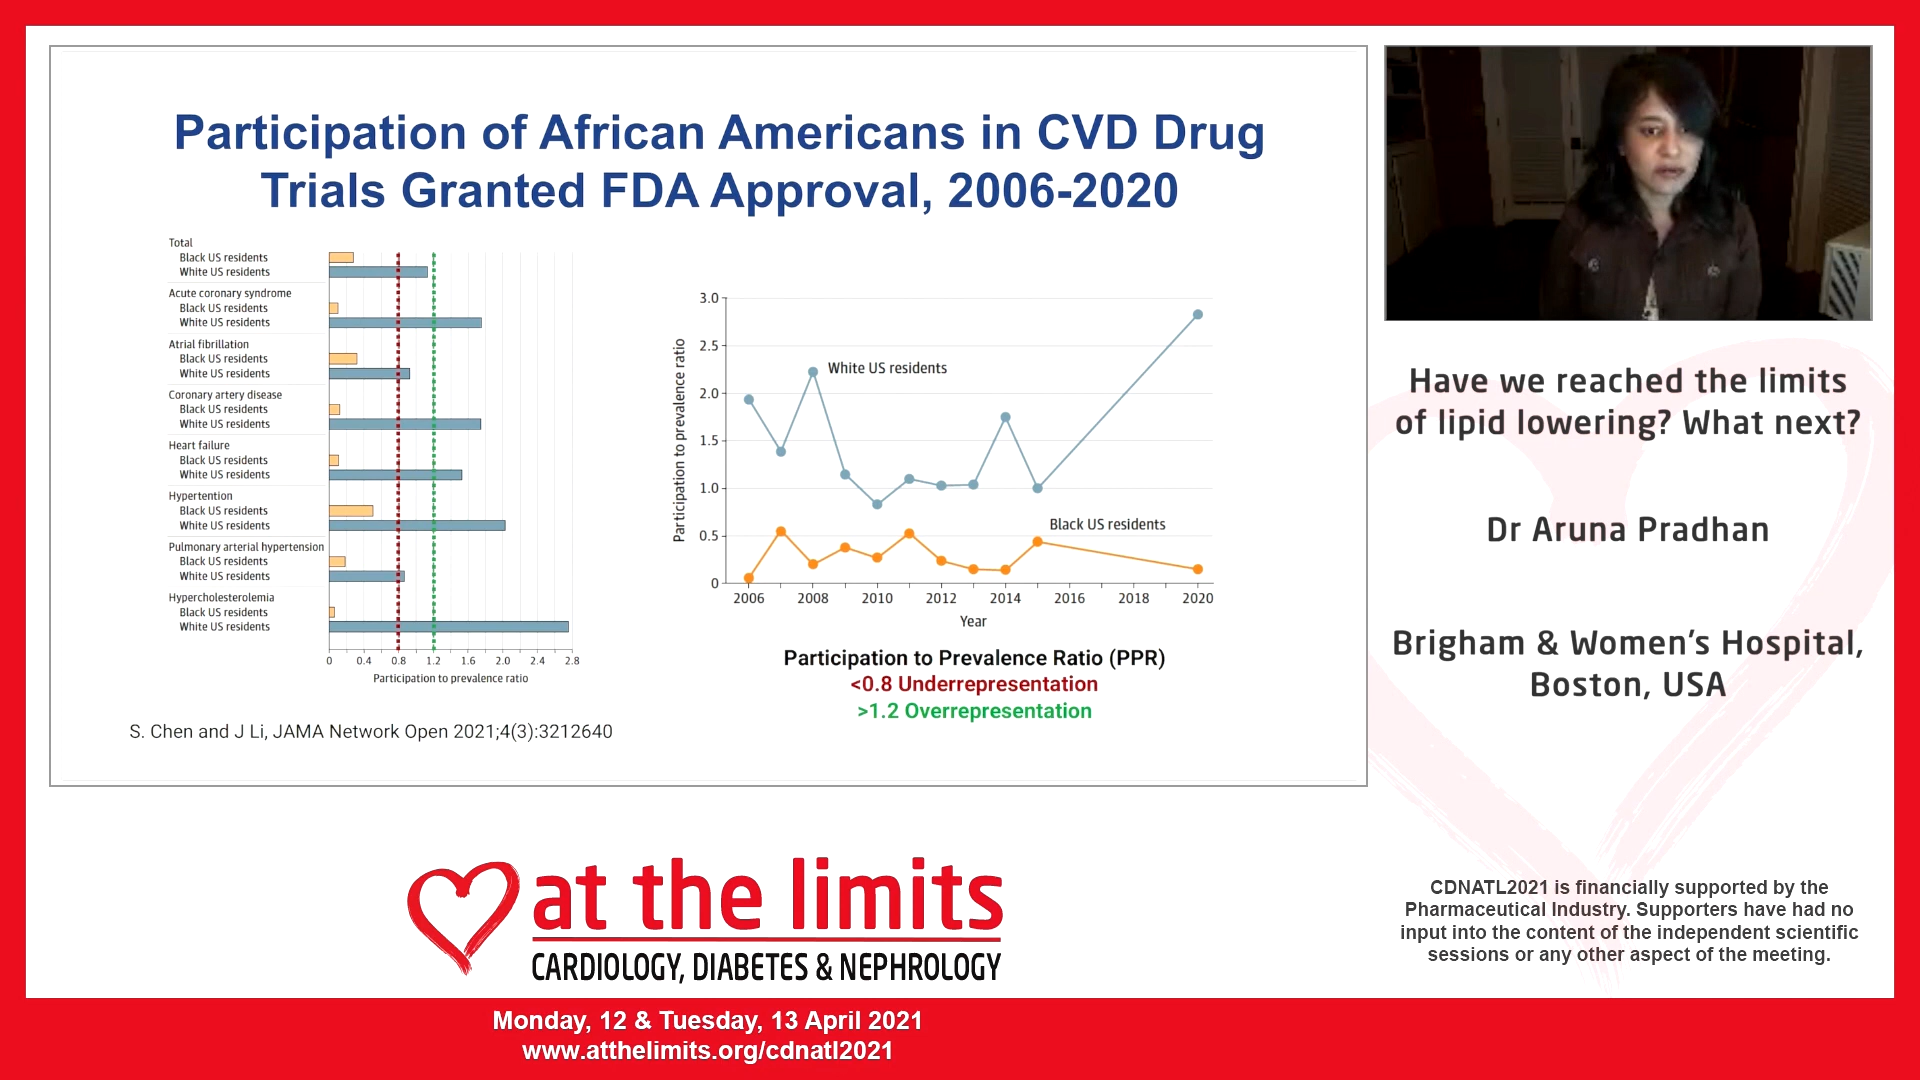 Participation of African Americans in CVD Drug
Trials Granted FDA Approval, 2006-2020
Total
Black US residents
White US residents
Acute coronary syndrome
Black US residents
White US residents
Atrial fibrillation
Black US residents
White US residents
Coronary artery disease
Black US residents
White US residents
Heart failure
Black US residents
White US residents
Hypertention
Black US residents
White US residents
Pulmonary arterial hypertension
Black US residents
White US residents
Hypercholesterolemia
Black US residents
White US residents
0 0.4 0.8 1.2 1.6 2.0 2.4 2.8
Participation to prevalence ratio
S. Chen and J Li, JAMA Network Open 2021;4(3):3212640
Participation to prevalence ratio
3.0
2.5
2.0
1.5
1.0
0.5
0
White US residents
Black US residents
2006 2008 2010 2012 2014 2016 2018 2020
Year
Participation to Prevalence Ratio (PPR)
<0.8 Underrepresentation
>1.2 Overrepresentation
Have we reached the limits
of lipid lowering? What next?
Dr Aruna Pradhan
Brigham & Women's Hospital,
Boston, USA
CDNATL2021 is financially supported by the
Pharmaceutical Industry. Supporters have had no
input into the content of the independent scientific
sessions or any other aspect of the meeting.
at the limits
CARDIOLOGY, DIABETES & NEPHROLOGY
Monday, 12 & Tuesday, 13 April 2021
www.atthelimits.org/cdnatl2021